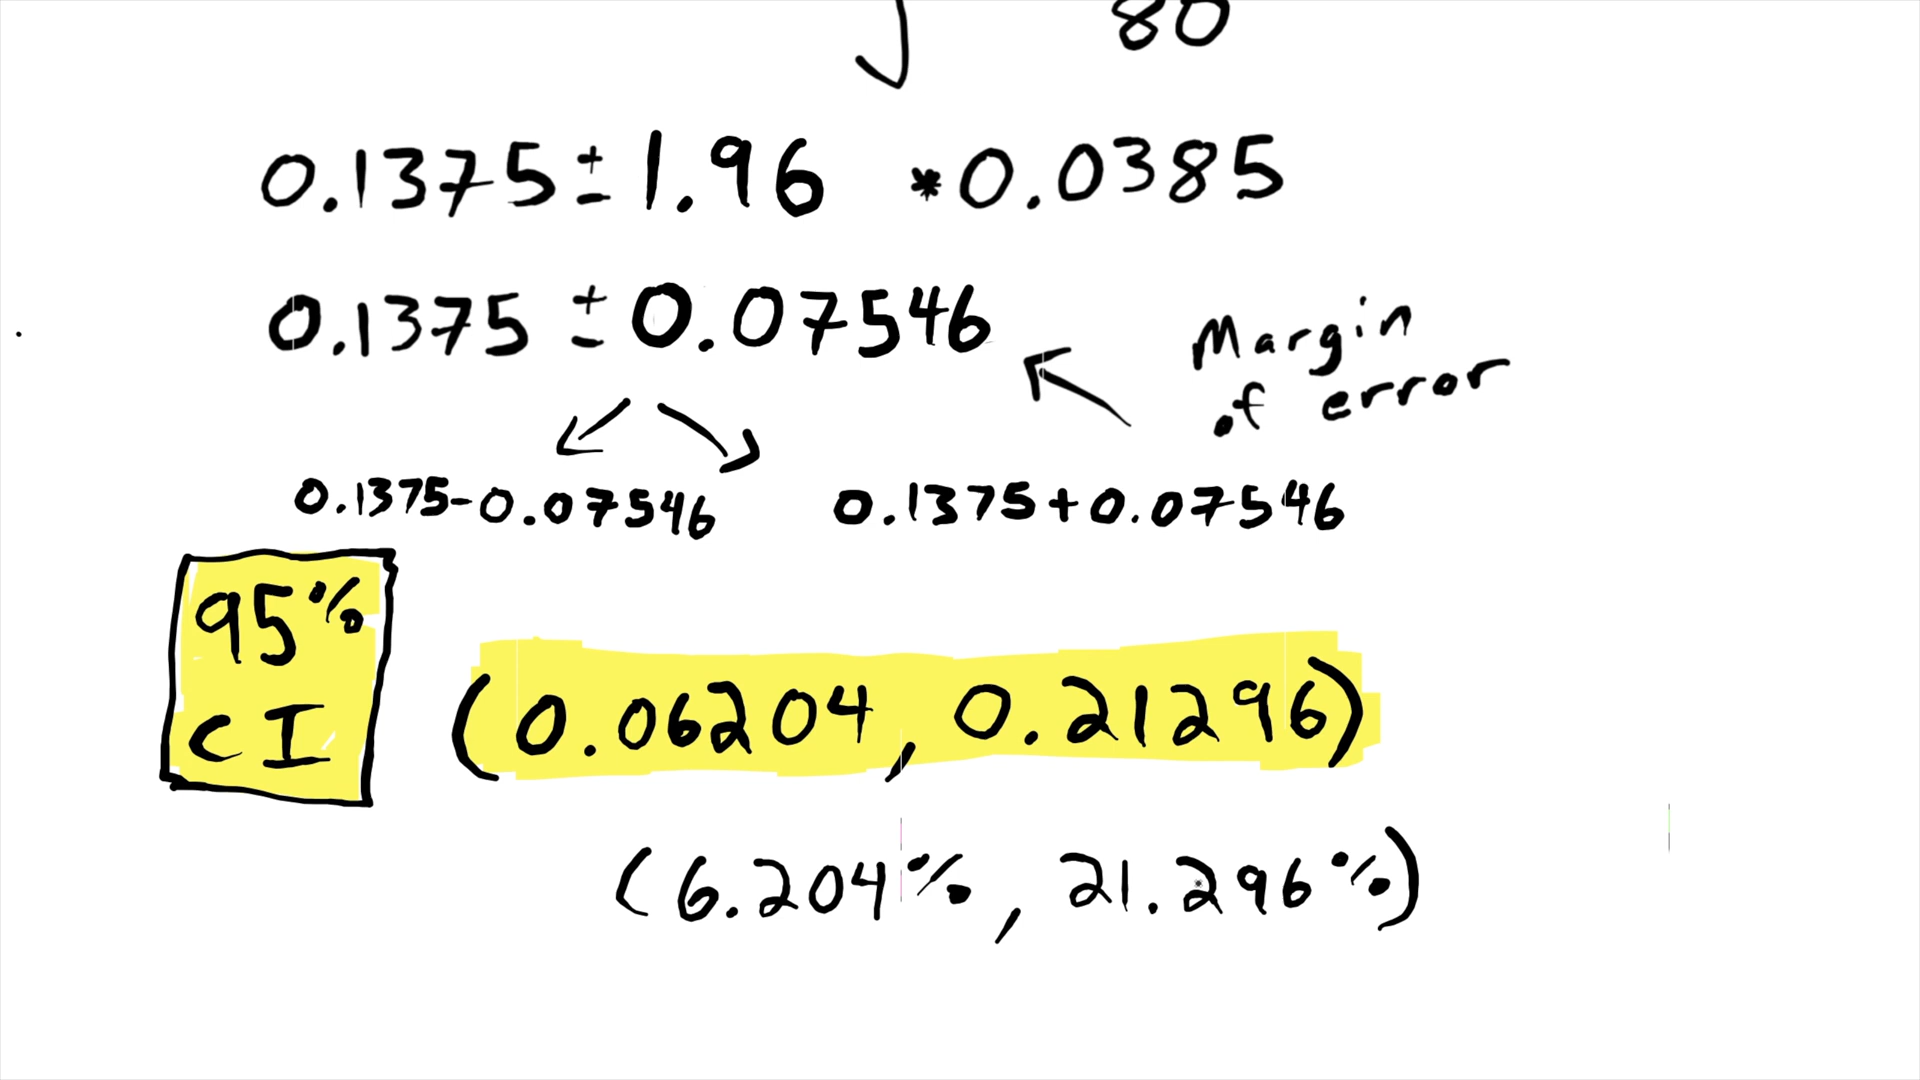 80
0.1375 ± 1.96 * 0.0385
0.1375 ± 0.07546
Margin
of error
0.1375-0.07546 0.1375+0.07546
95%
CI
(0.06204, 0.21296)
(6.204%, 21.296%)